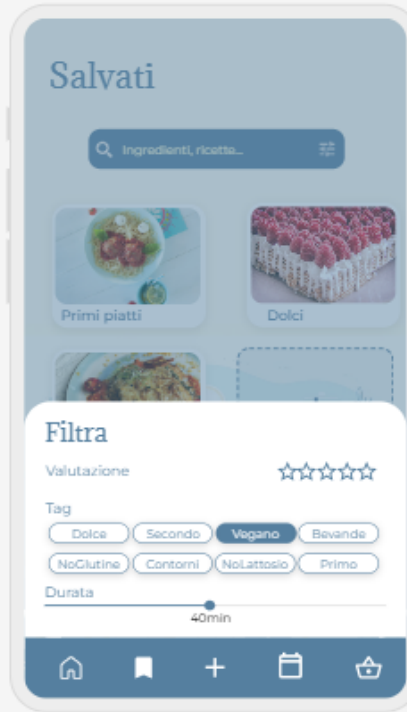 Salvati
Ingredienti, ricette...
Primi piatti
Dolci
Filtra
Valutazione
Tag
Dolce
Secondo
Vegano
Bevande
NoGlutine
Contorni
NoLattosio
Primo
Durata
40min